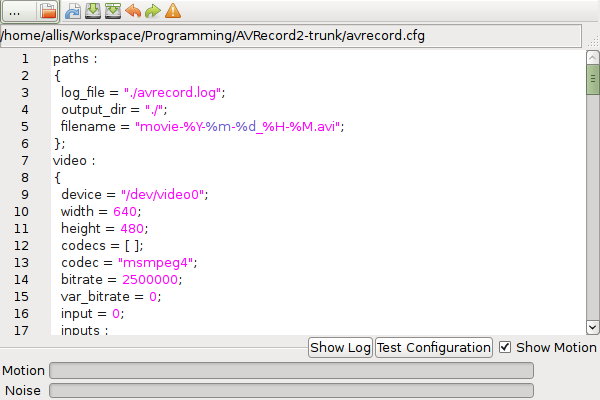 ...
/home/allis/Workspace/Programming/AVRecord2-trunk/avrecord.cfg
1 paths :
2 {
3 log_file = "./avrecord.log";
4 output_dir = "./";
5 filename = "movie-%Y-%m-%d_%H-%M.avi";
6 };
7 video :
8 {
9 device = "/dev/video0";
10 width = 640;
11 height = 480;
12 codecs = [ ];
13 codec = "msmpeg4";
14 bitrate = 2500000;
15 var_bitrate = 0;
16 input = 0;
17 inputs :
Show Log Test Configuration Show Motion
Motion
Noise